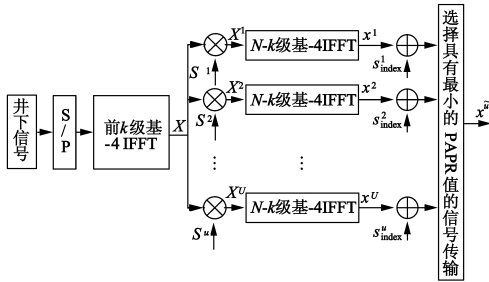 井下信号
S/P
前k级基
-4 IFFT
X
X¹
S ¹
N-k级基-4IFFT
x¹
s¹index
X²
S²
N-k级基-4IFFT
x²
s²index
⋮
⋮
Xᵁ
Sᵘ
N-k级基-4IFFT
xᵁ
sᵘindex
选择具有最小的PAPR值的信号传输
x^ũ